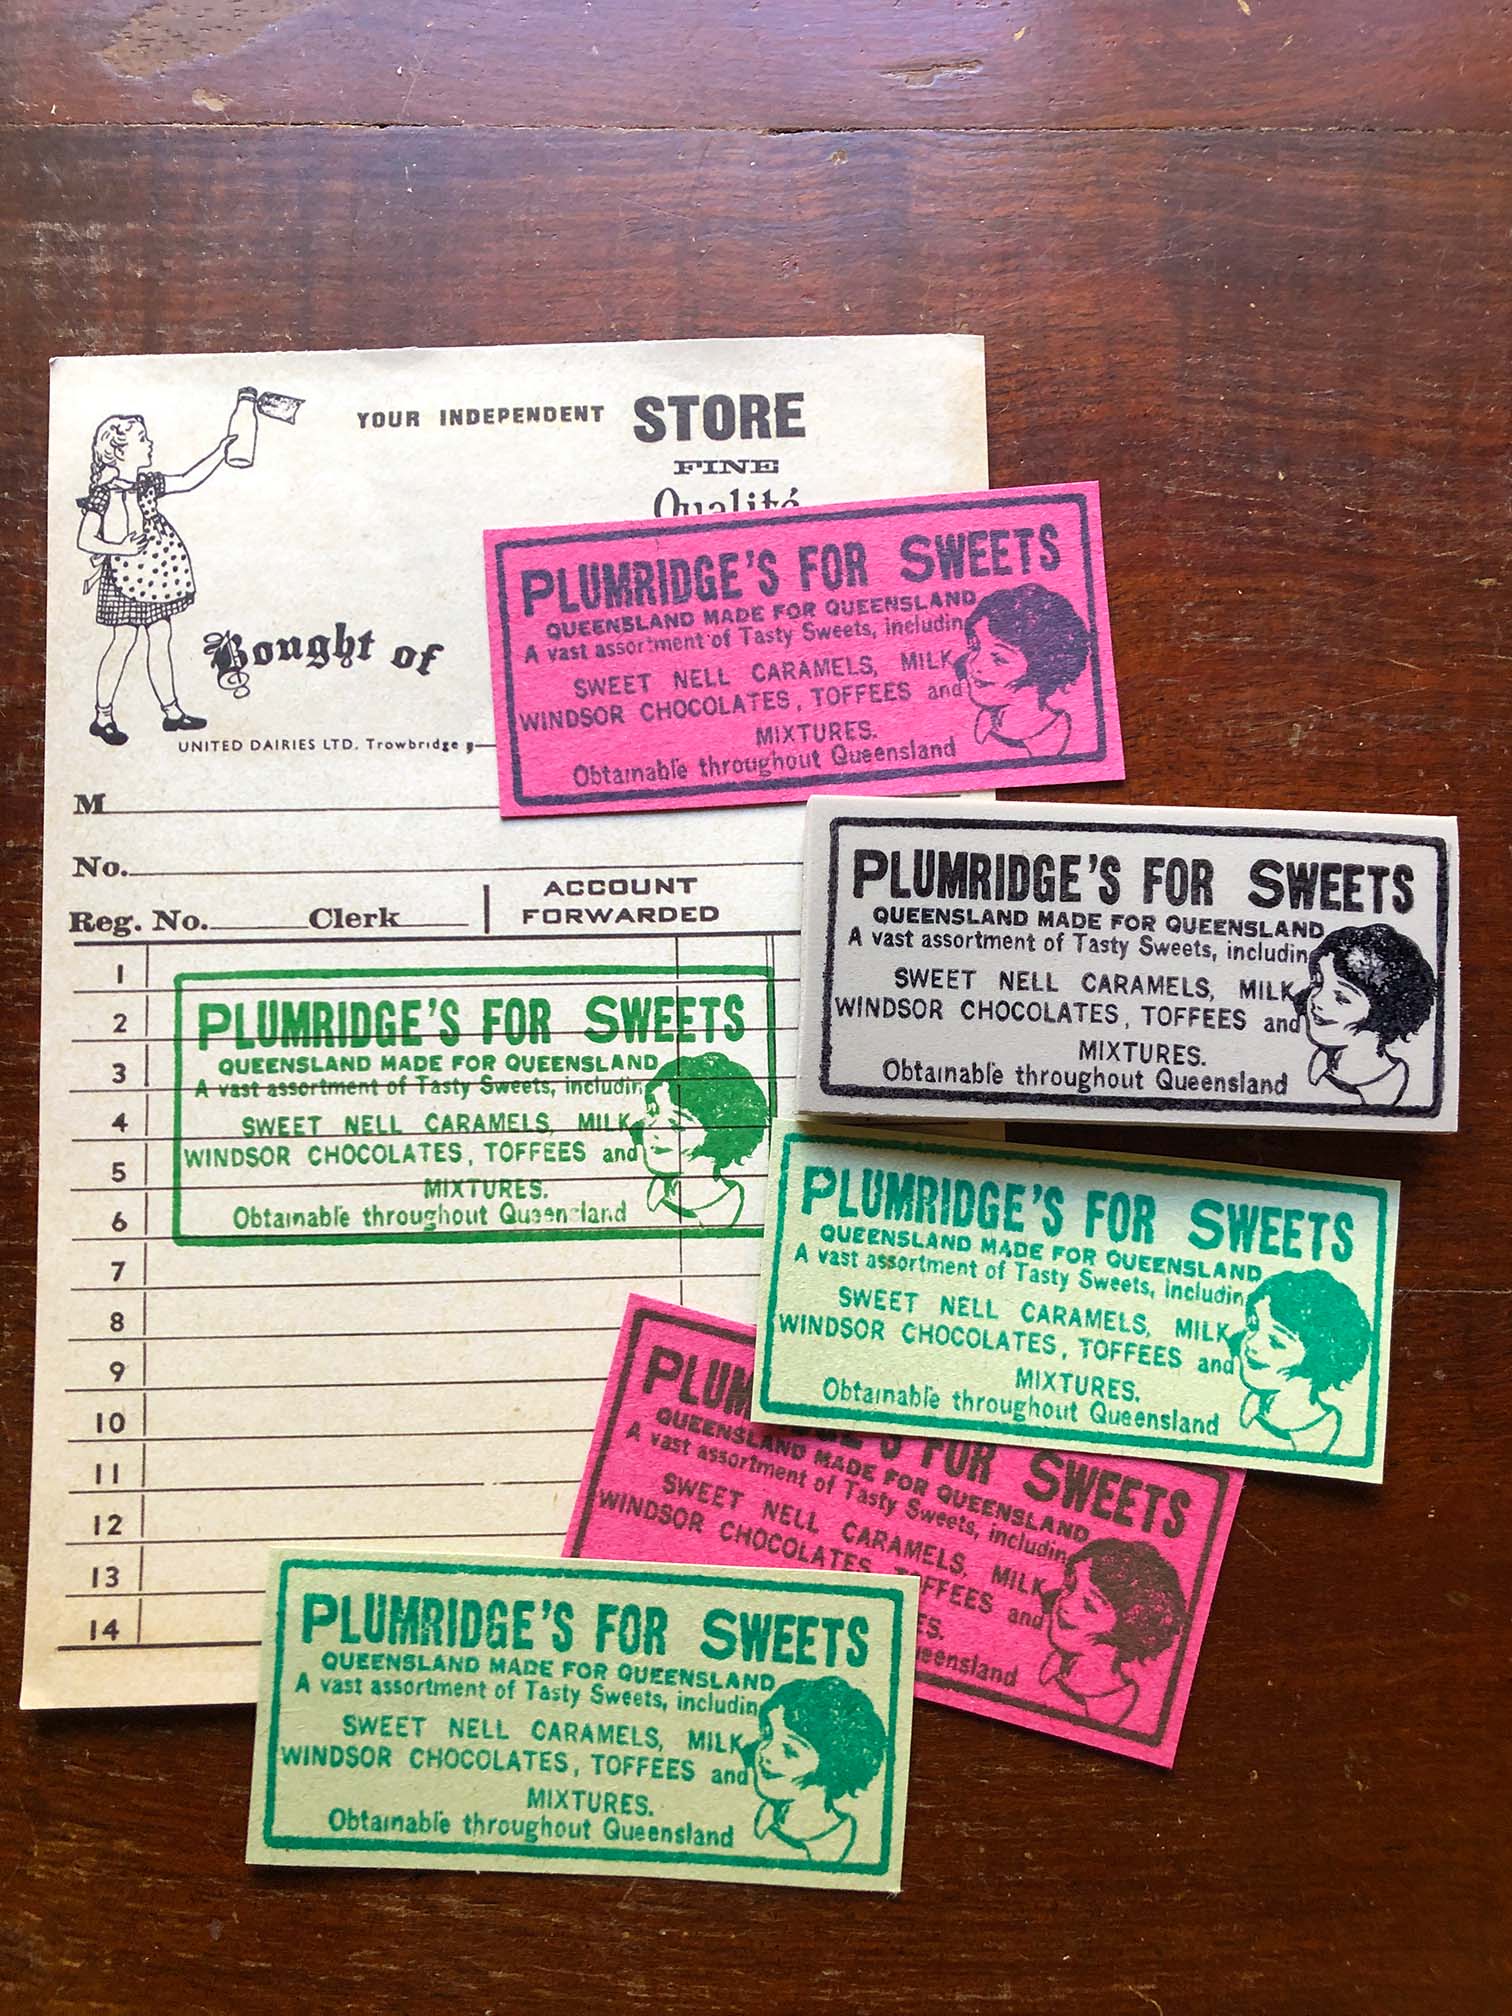 YOUR INDEPENDENT STORE
FINE
Qualité
Bought of
UNITED DAIRIES LTD. Trowbridge
M
No.
Reg. No. Clerk
ACCOUNT
FORWARDED
1
2
3
4
5
6
7
8
9
10
11
12
13
14
PLUMRIDGE'S FOR SWEETS
QUEENSLAND MADE FOR QUEENSLAND
A vast assortment of Tasty Sweets, includin
SWEET NELL CARAMELS, MILK
WINDSOR CHOCOLATES, TOFFEES and
MIXTURES.
Obtainable throughout Queensland
PLUMRIDGE'S FOR SWEETS
QUEENSLAND MADE FOR QUEENSLAND
A vast assortment of Tasty Sweets, includin
SWEET NELL CARAMELS, MILK
WINDSOR CHOCOLATES, TOFFEES and
MIXTURES.
Obtainable throughout Queensland
PLUMRIDGE'S FOR SWEETS
QUEENSLAND MADE FOR QUEENSLAND
A vast assortment of Tasty Sweets, includin
SWEET NELL CARAMELS, MILK
WINDSOR CHOCOLATES, TOFFEES and
MIXTURES.
Obtainable throughout Queensland
PLUMRIDGE'S FOR SWEETS
QUEENSLAND MADE FOR QUEENSLAND
A vast assortment of Tasty Sweets, includin
SWEET NELL CARAMELS, MILK
WINDSOR CHOCOLATES, TOFFEES and
MIXTURES.
Obtainable throughout Queensland
PLUM GE'S FOR SWEETS
QUEENSLAND MADE FOR QUEENSLAND
A vast assortment of Tasty Sweets, includin
SWEET NELL CARAMELS, MILK
WINDSOR CHOCOLATES, OFFEES and
ES.
eensland
PLUMRIDGE'S FOR SWEETS
QUEENSLAND MADE FOR QUEENSLAND
A vast assortment of Tasty Sweets, includin
SWEET NELL CARAMELS, MILK
WINDSOR CHOCOLATES, TOFFEES and
MIXTURES.
Obtainable throughout Queensland